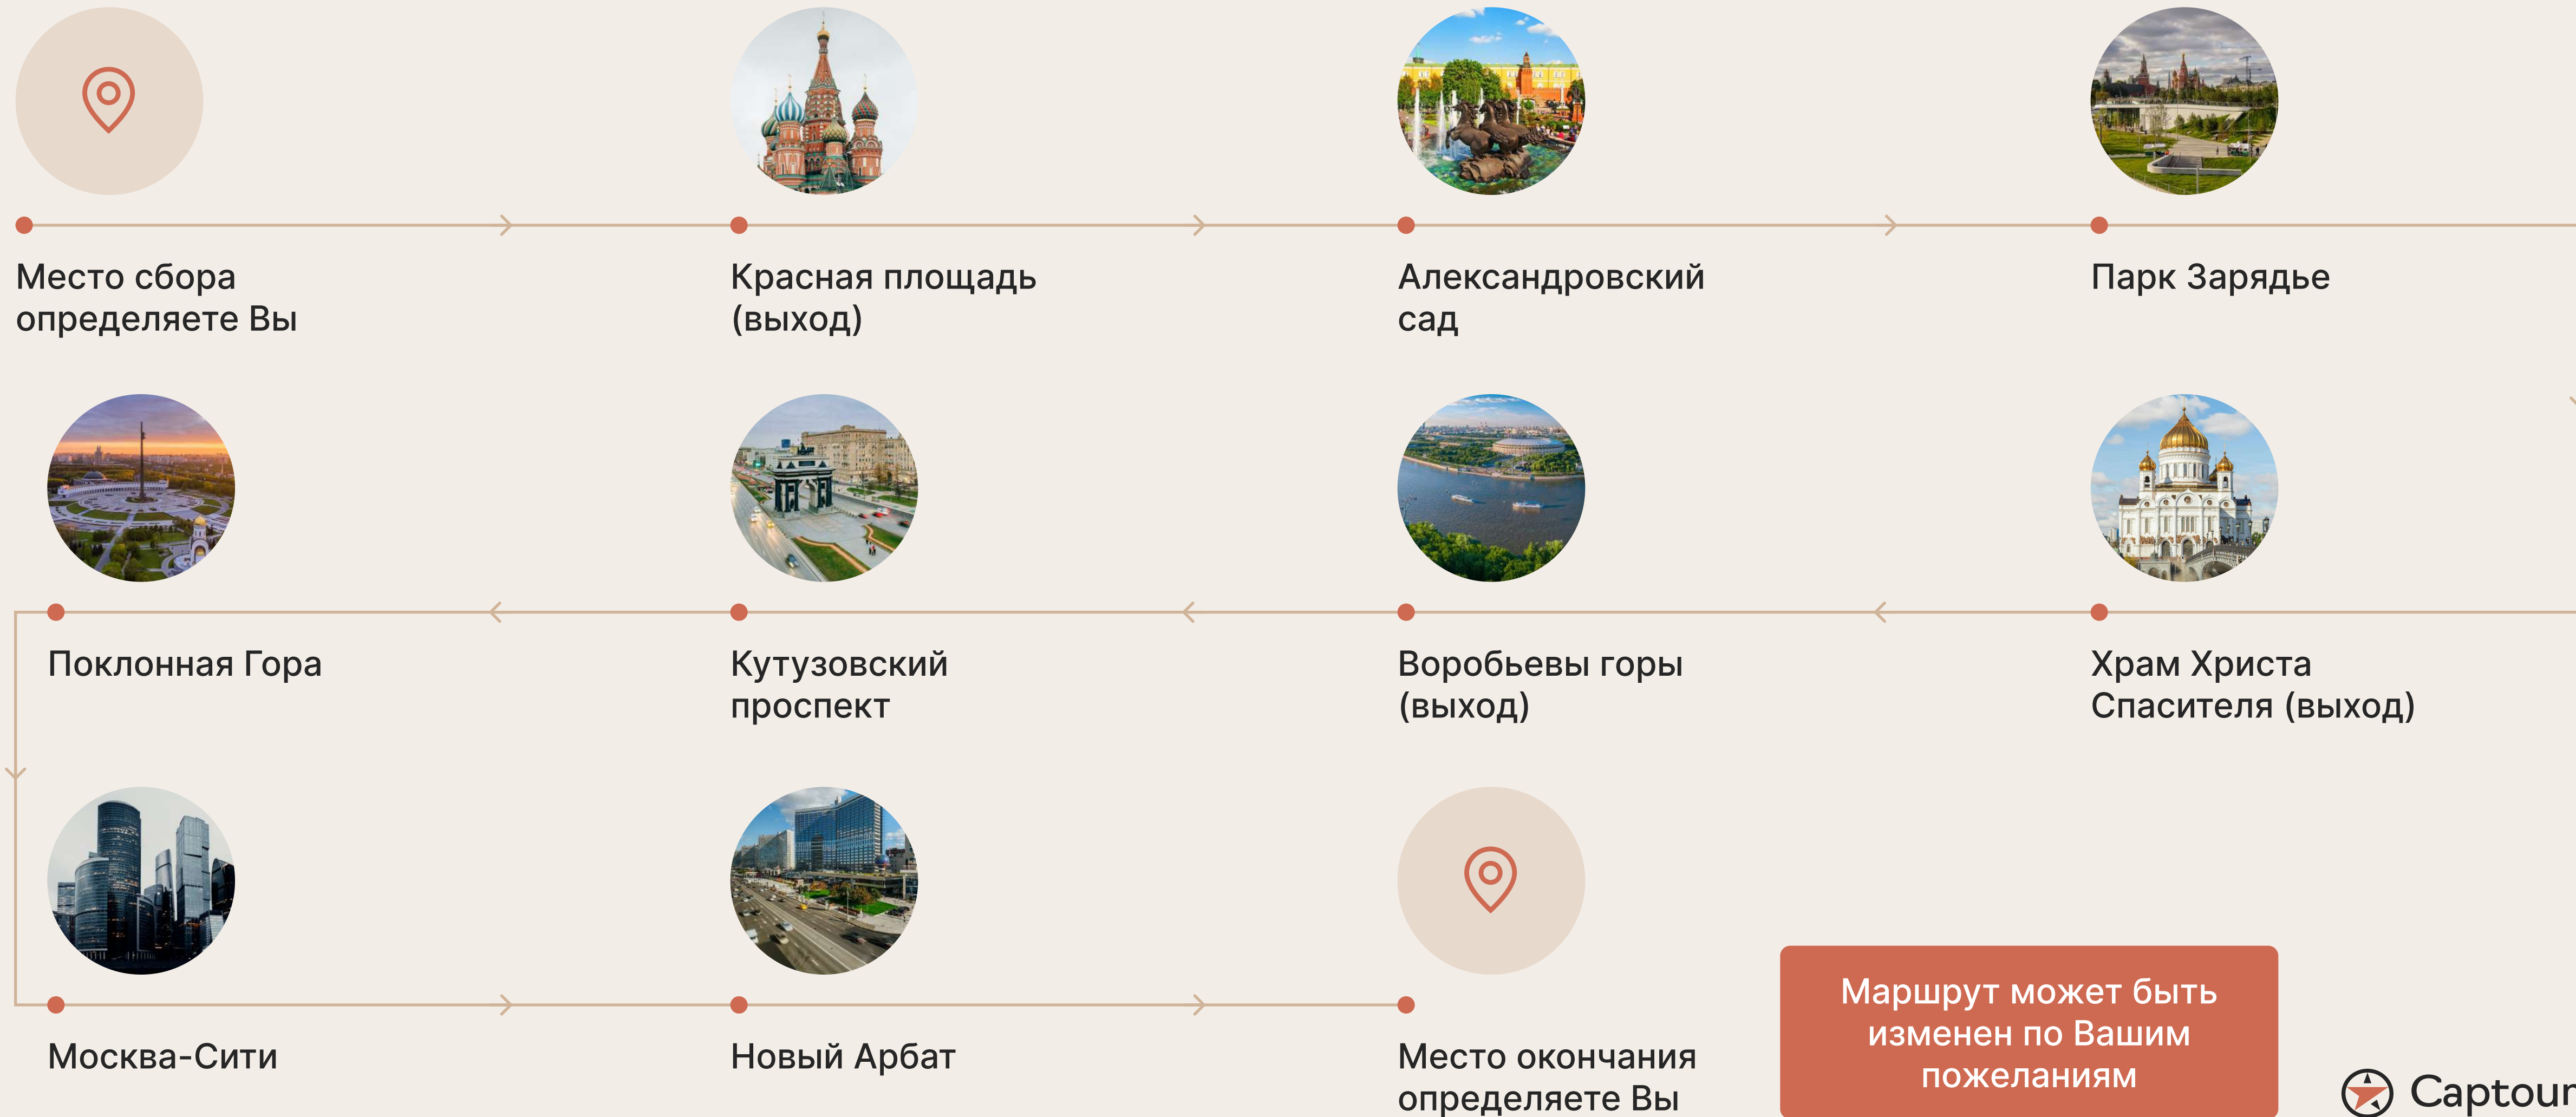 Место сбора
определяете Вы
Красная площадь
(выход)
Александровский
сад
Парк Зарядье
Поклонная Гора
Кутузовский
проспект
Воробьевы горы
(выход)
Храм Христа
Спасителя (выход)
Москва-Сити
Новый Арбат
Место окончания
определяете Вы
Маршрут может быть
изменен по Вашим
пожеланиям
Captour